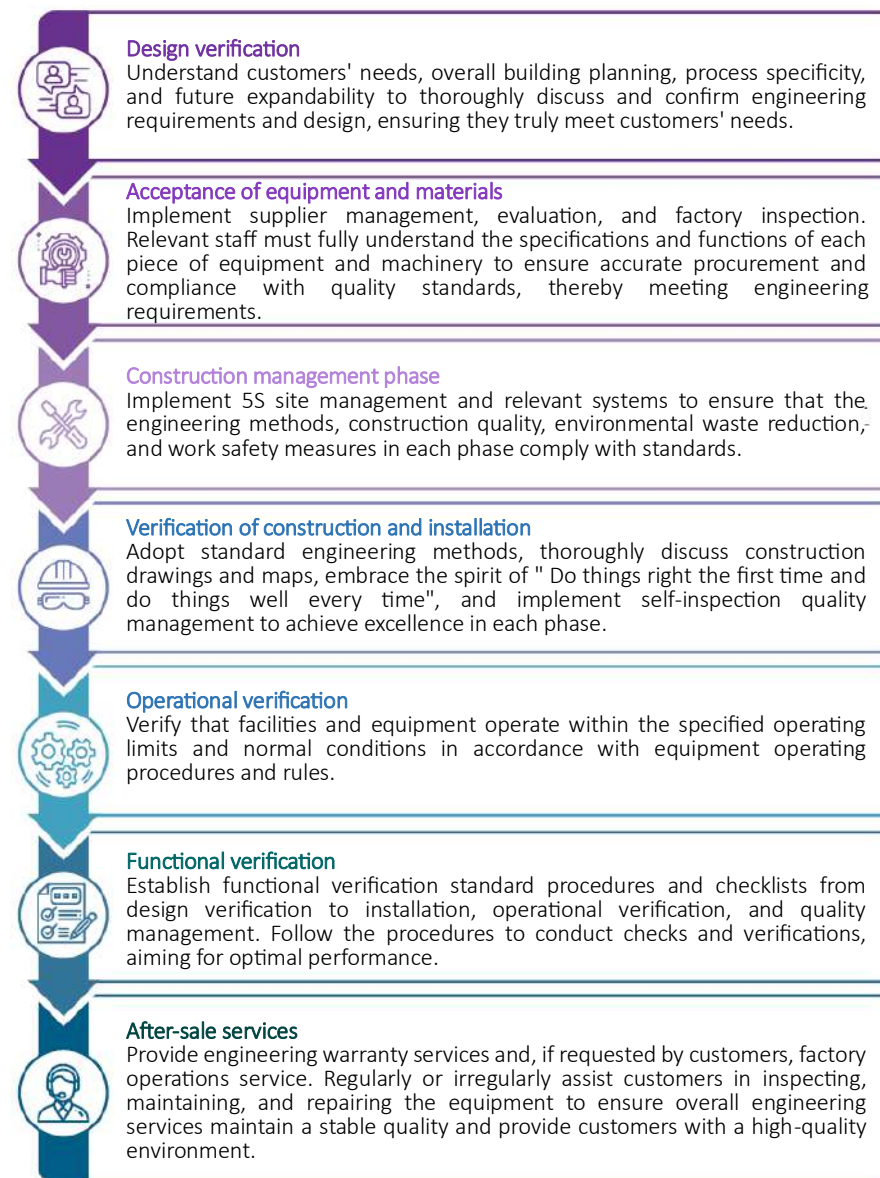 Design verification
Understand customers' needs, overall building planning, process specificity,
and future expandability to thoroughly discuss and confirm engineering
requirements and design, ensuring they truly meet customers' needs.
Acceptance of equipment and materials
Implement supplier management, evaluation, and factory inspection.
Relevant staff must fully understand the specifications and functions of each
piece of equipment and machinery to ensure accurate procurement and
compliance with quality standards, thereby meeting engineering
requirements.
Construction management phase
Implement 5S site management and relevant systems to ensure that the
engineering methods, construction quality, environmental waste reduction,
and work safety measures in each phase comply with standards.
Verification of construction and installation
Adopt standard engineering methods, thoroughly discuss construction
drawings and maps, embrace the spirit of " Do things right the first time and
do things well every time", and implement self-inspection quality
management to achieve excellence in each phase.
Operational verification
Verify that facilities and equipment operate within the specified operating
limits and normal conditions in accordance with equipment operating
procedures and rules.
Functional verification
Establish functional verification standard procedures and checklists from
design verification to installation, operational verification, and quality
management. Follow the procedures to conduct checks and verifications,
aiming for optimal performance.
After-sale services
Provide engineering warranty services and, if requested by customers, factory
operations service. Regularly or irregularly assist customers in inspecting,
maintaining, and repairing the equipment to ensure overall engineering
services maintain a stable quality and provide customers with a high-quality
environment.